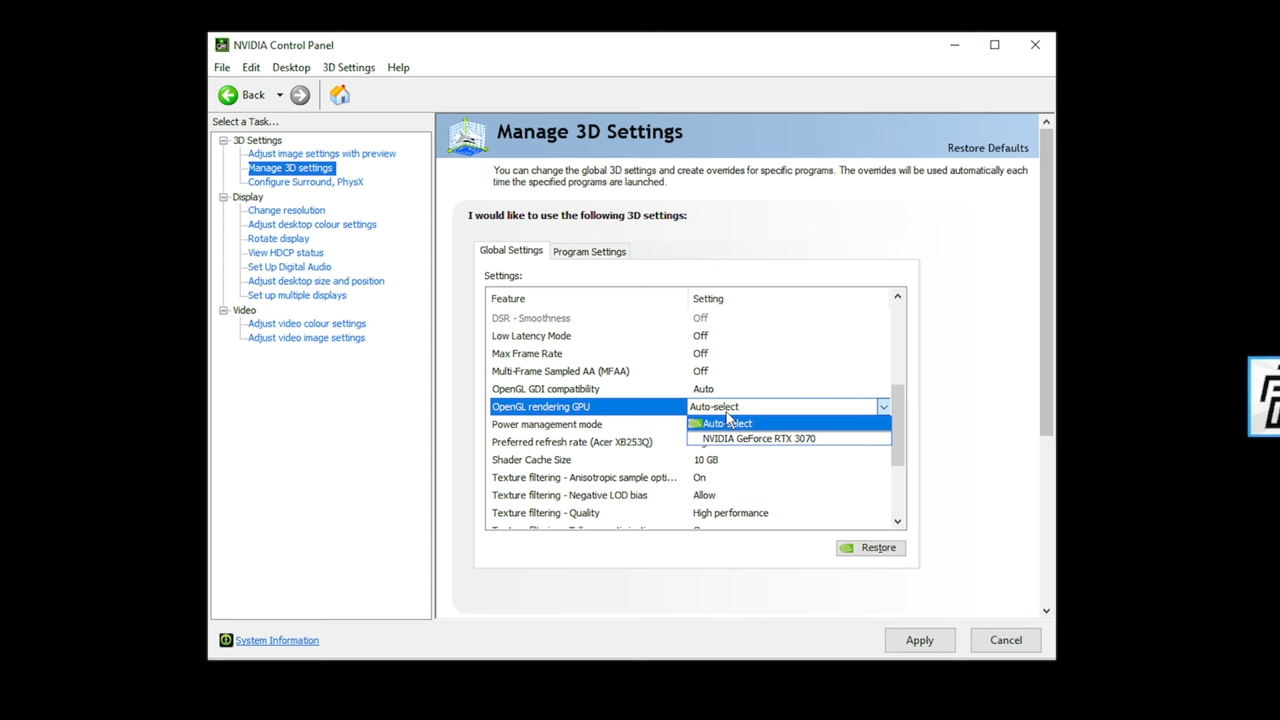 NVIDIA Control Panel
File Edit Desktop 3D Settings Help
Back
Select a Task...
3D Settings
Adjust image settings with preview
Manage 3D settings
Configure Surround, PhysX
Display
Change resolution
Adjust desktop colour settings
Rotate display
View HDCP status
Set Up Digital Audio
Adjust desktop size and position
Set up multiple displays
Video
Adjust video colour settings
Adjust video image settings
System Information
Manage 3D Settings
Restore Defaults
You can change the global 3D settings and create overrides for specific programs. The overrides will be used automatically each
time the specified programs are launched.
I would like to use the following 3D settings:
Global Settings Program Settings
Settings:
Feature Setting
DSR - Smoothness Off
Low Latency Mode Off
Max Frame Rate Off
Multi-Frame Sampled AA (MFAA) Off
OpenGL GDI compatibility Auto
OpenGL rendering GPU Auto-select
Auto-select
NVIDIA GeForce RTX 3070
Power management mode
Preferred refresh rate (Acer XB253Q)
Shader Cache Size 10 GB
Texture filtering - Anisotropic sample opti... On
Texture filtering - Negative LOD bias Allow
Texture filtering - Quality High performance
Restore
Apply Cancel